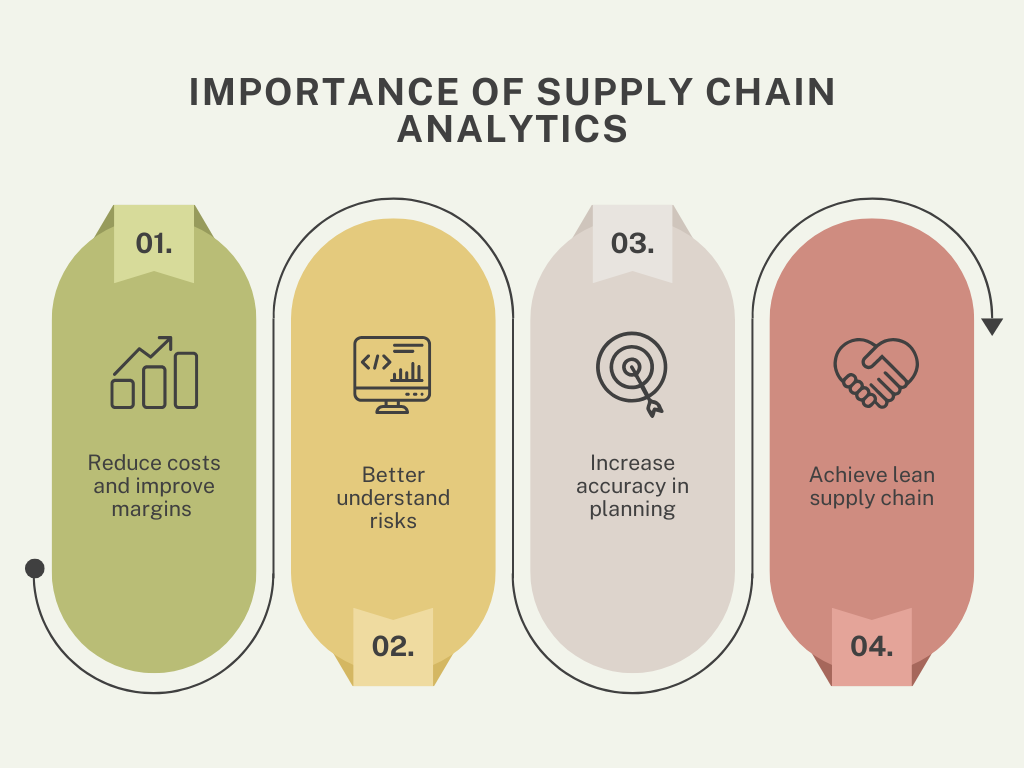 IMPORTANCE OF SUPPLY CHAIN
ANALYTICS
01.
Reduce costs
and improve
margins
</>
Better
understand
risks
02.
03.
Increase
accuracy in
planning
Achieve lean
supply chain
04.